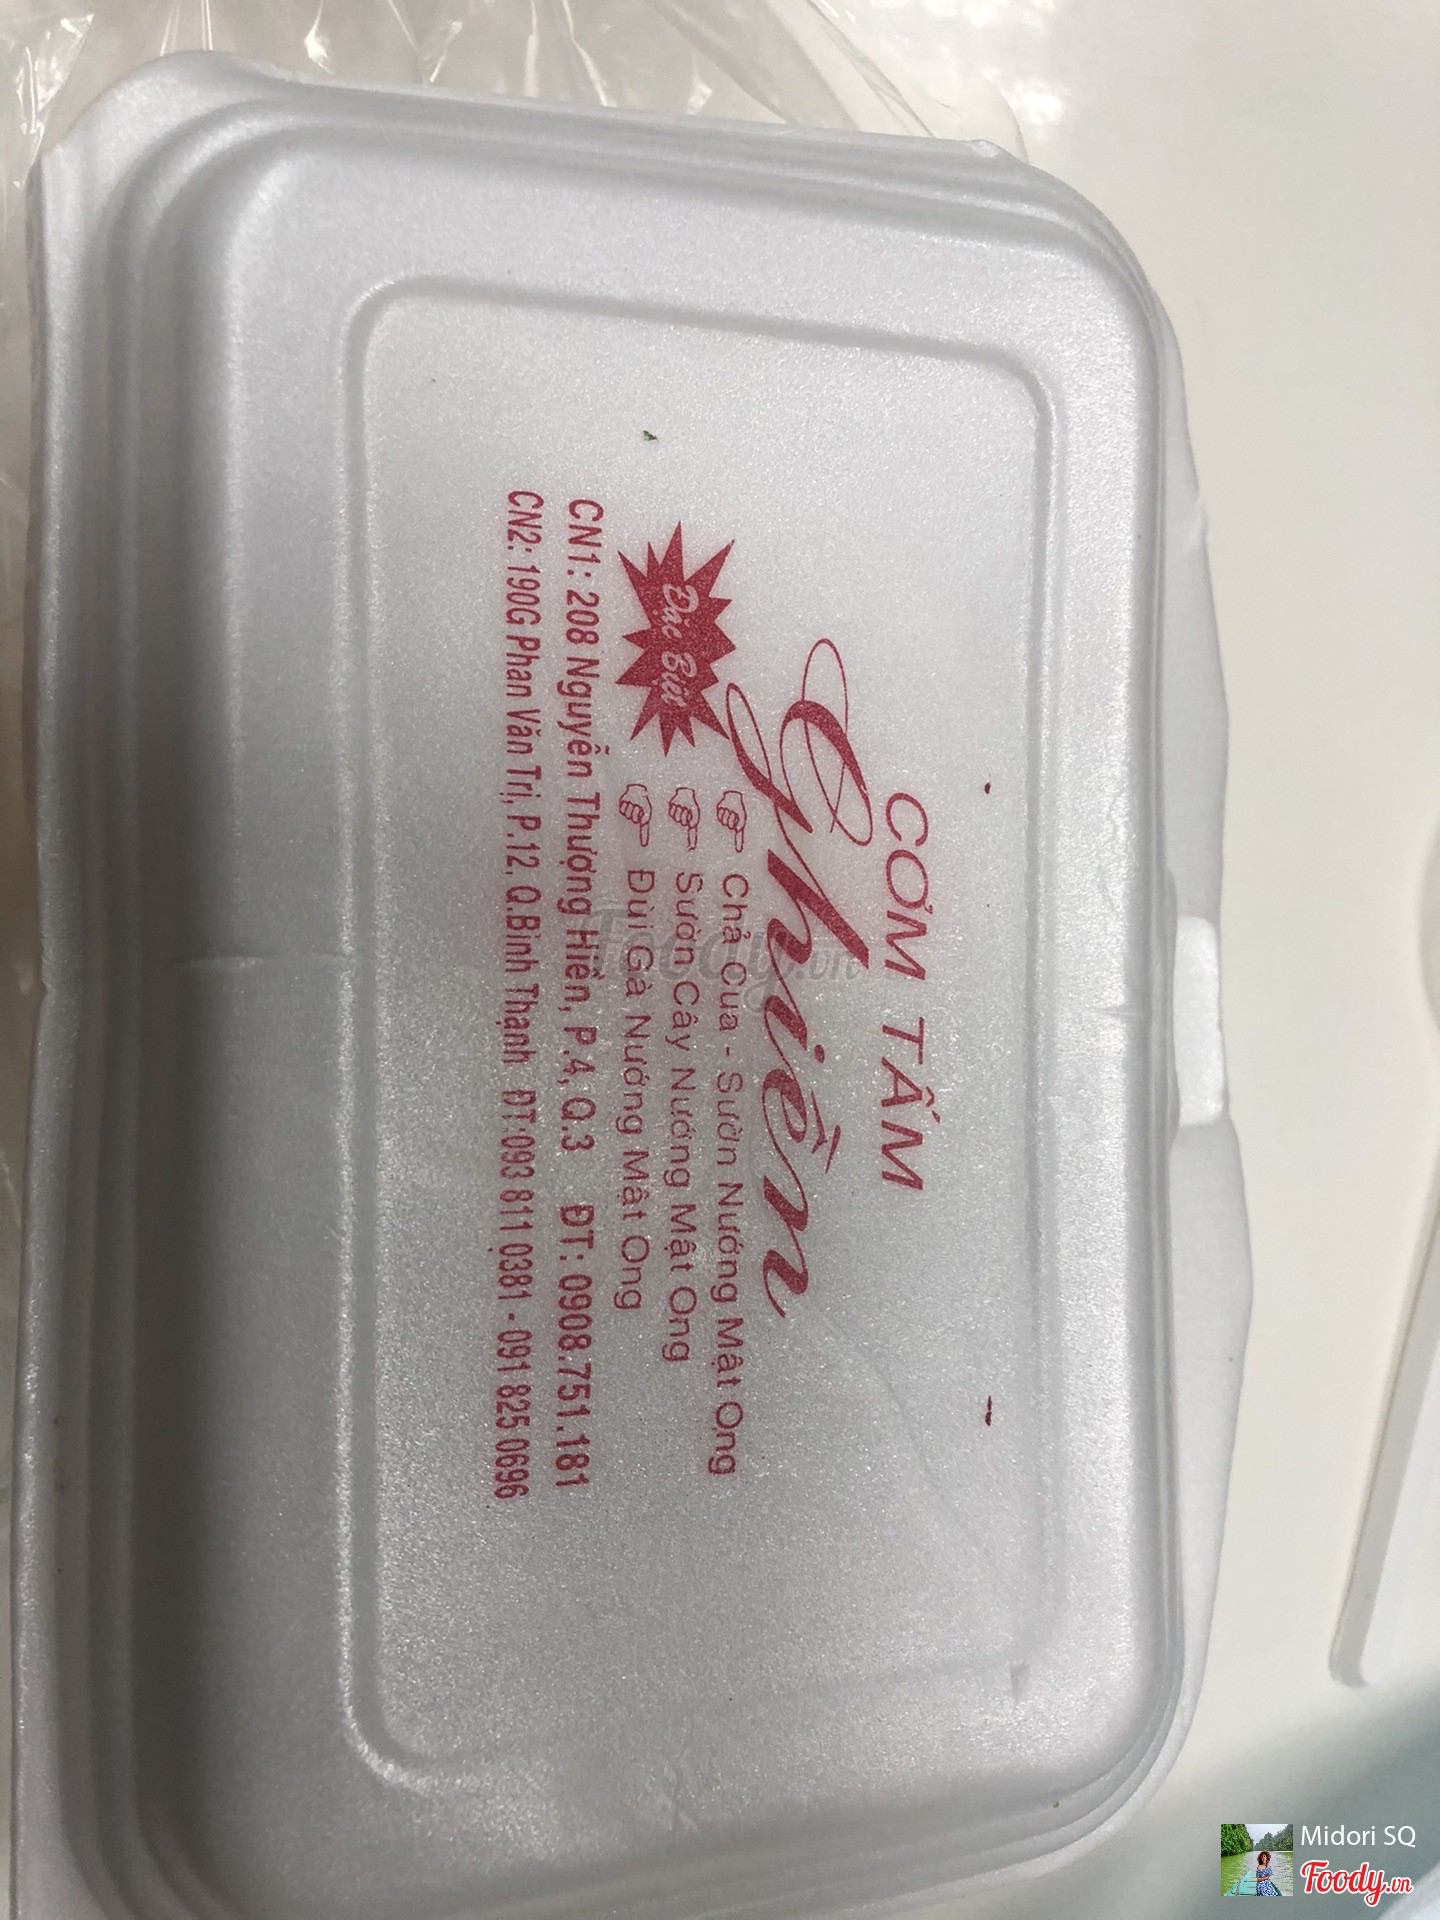 CƠM TẤM
Ghiền
Đặc Biệt
Chả Cua - Sườn Nướng Mật Ong
Sườn Cây Nướng Mật Ong
Đùi Gà Nướng Mật Ong
CN1: 208 Nguyễn Thượng Hiền, P.4, Q.3 ĐT: 0908.751.181
CN2: 190G Phan Văn Trị, P.12, Q.Bình Thạnh ĐT:093 811 0381 - 091 825 0696
Foody.vn
Midori SQ
Foody.vn